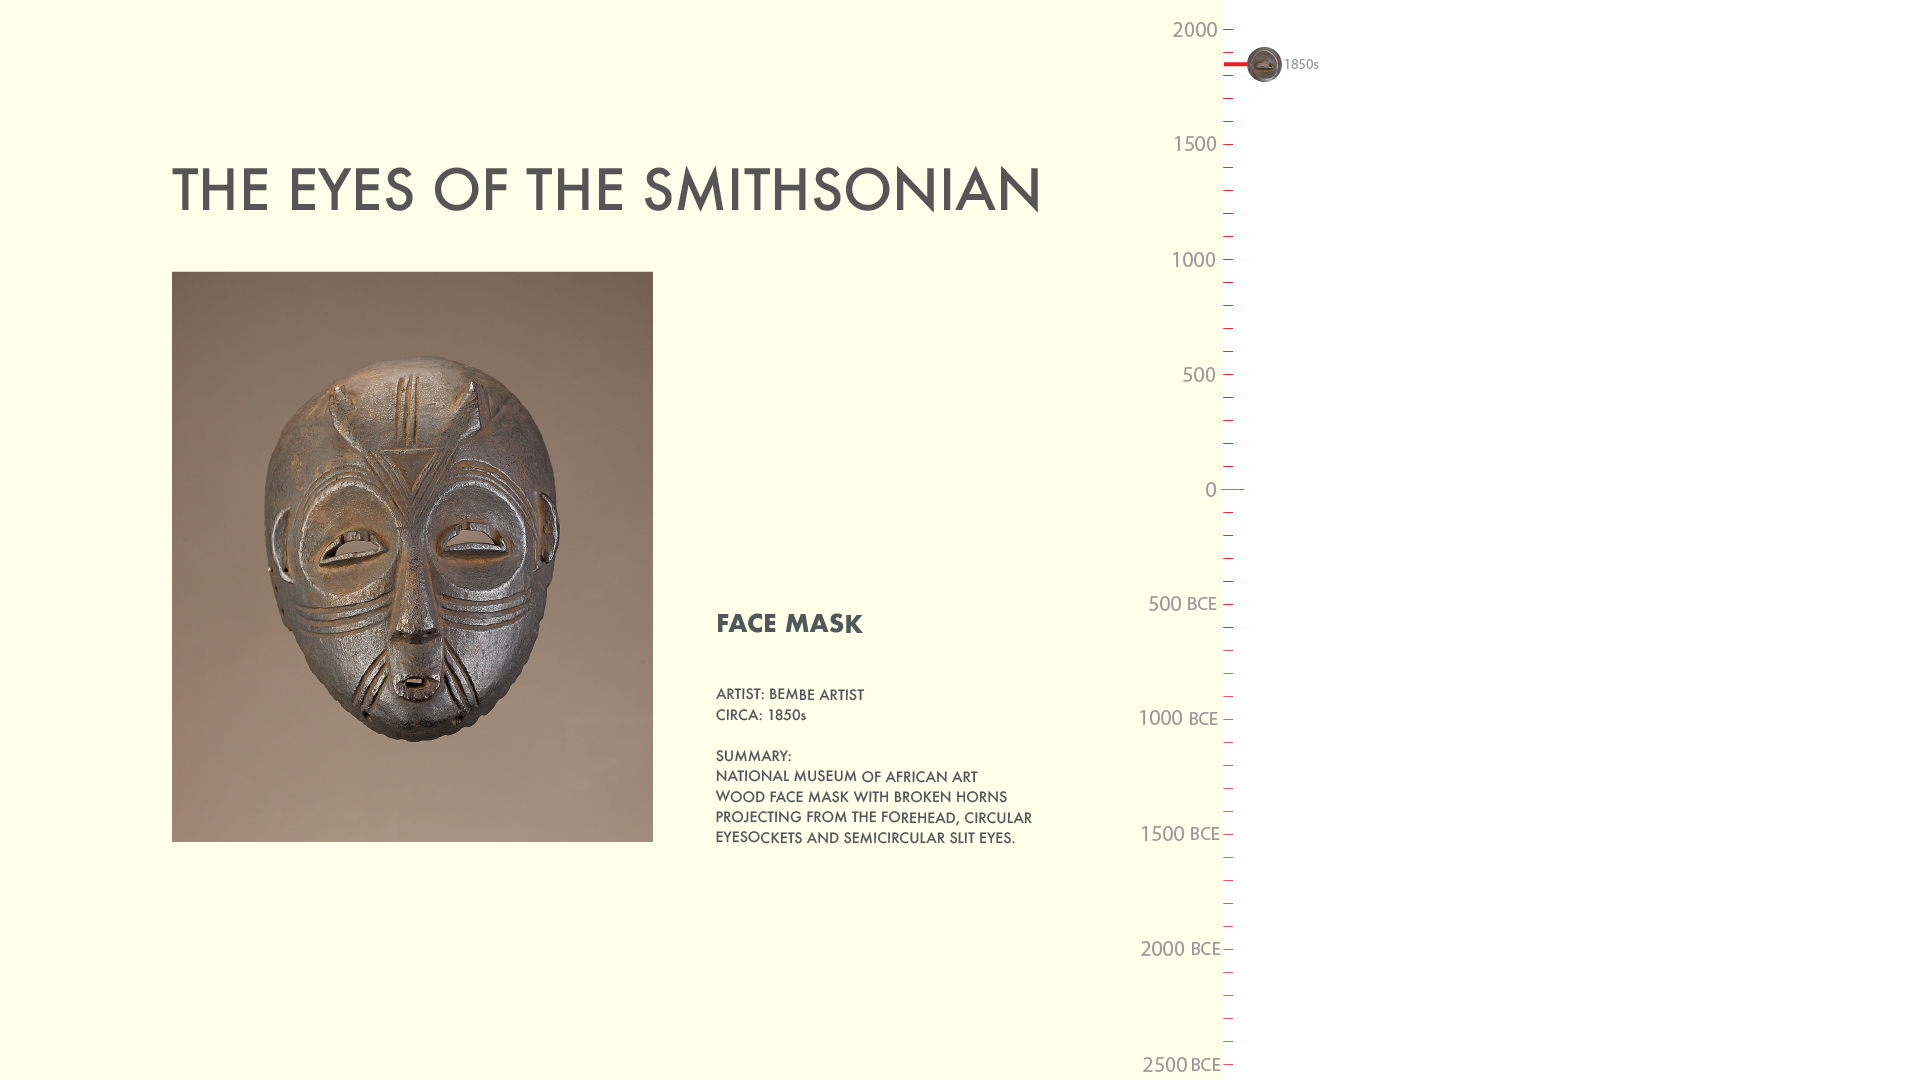 THE EYES OF THE SMITHSONIAN
FACE MASK
ARTIST: BEMBE ARTIST
CIRCA: 1850s
SUMMARY:
NATIONAL MUSEUM OF AFRICAN ART
WOOD FACE MASK WITH BROKEN HORNS
PROJECTING FROM THE FOREHEAD, CIRCULAR
EYESOCKETS AND SEMICIRCULAR SLIT EYES.
2000
1850s
1500
1000
500
0
500 BCE
1000 BCE
1500 BCE
2000 BCE
2500 BCE